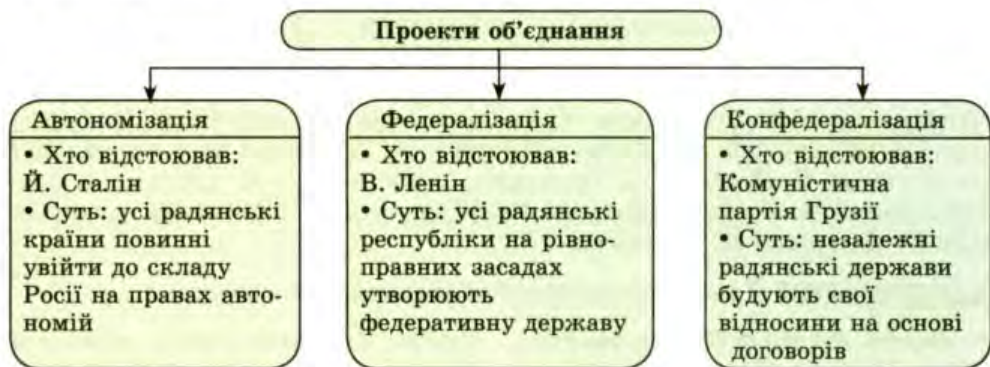 Проекти об’єднання
Автономізація
• Хто відстоював:
Й. Сталін
• Суть: усі радянські
країни повинні
увійти до складу
Росії на правах авто-
номій
Федералізація
• Хто відстоював:
В. Ленін
• Суть: усі радянські
республіки на рівно-
правних засадах
утворюють
федеративну державу
Конфедералізація
• Хто відстоював:
Комуністична
партія Грузії
• Суть: незалежні
радянські держави
будують свої
відносини на основі
договорів